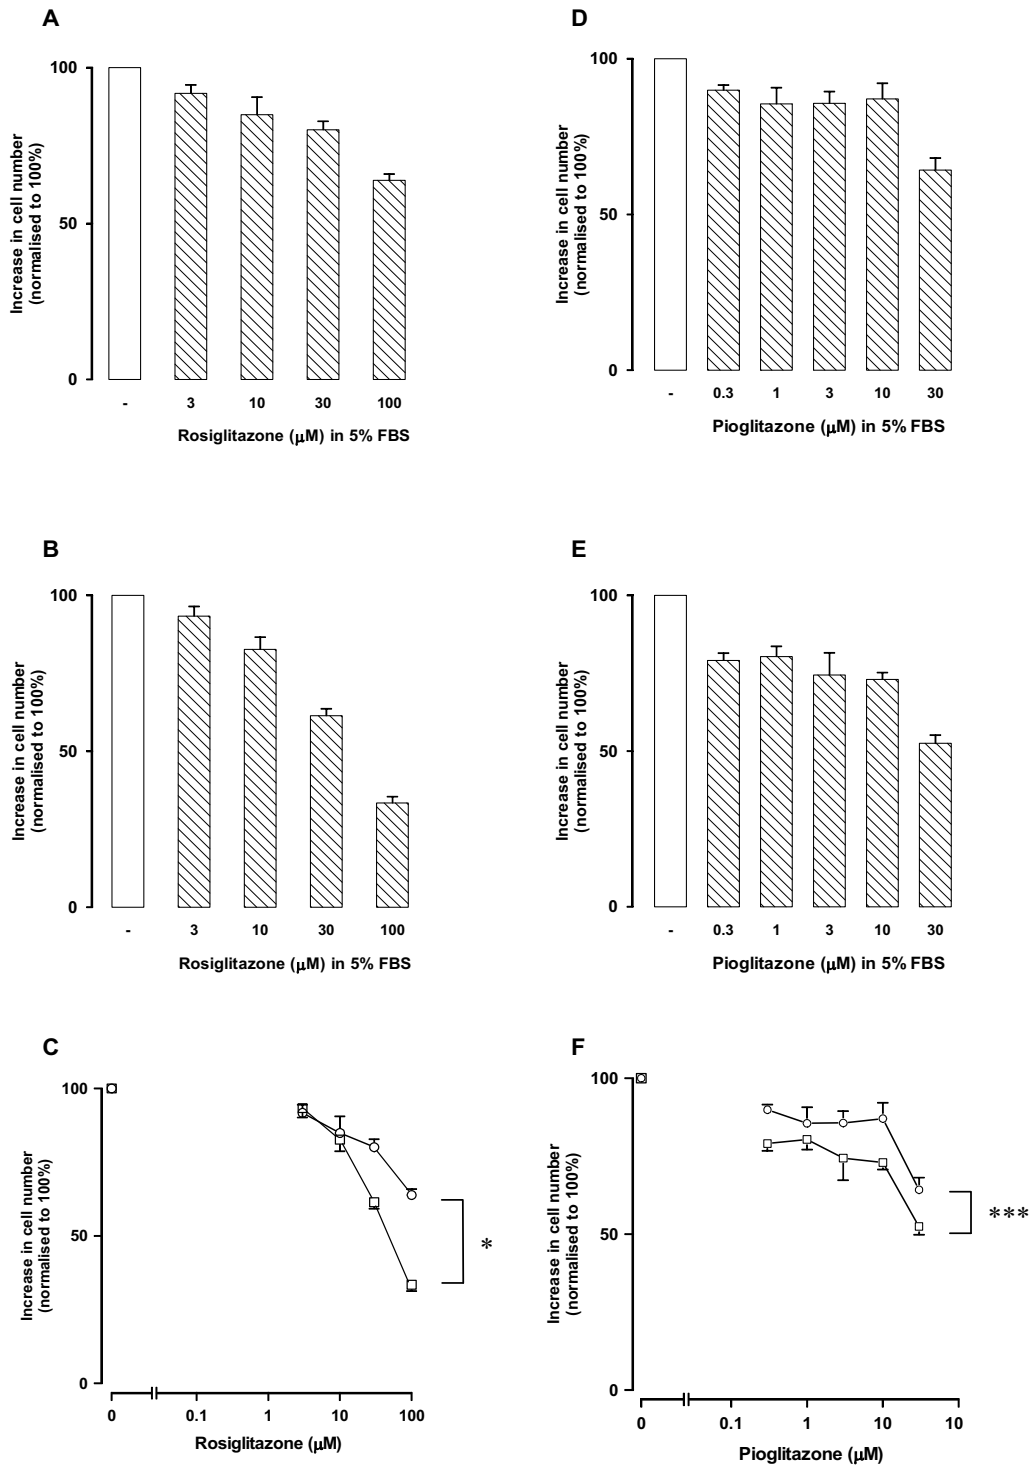 A
Increase in cell number
(normalised to 100%)
100
50
0
- 3 10 30 100
Rosiglitazone (μM) in 5% FBS
D
Increase in cell number
(normalised to 100%)
100
50
0
- 0.3 1 3 10 30
Pioglitazone (μM) in 5% FBS
B
Increase in cell number
(normalised to 100%)
100
50
0
- 3 10 30 100
Rosiglitazone (μM) in 5% FBS
E
Increase in cell number
(normalised to 100%)
100
50
0
- 0.3 1 3 10 30
Pioglitazone (μM) in 5% FBS
C
Increase in cell number
(normalised to 100%)
100
50
0
*
0 0.1 1 10 100
Rosiglitazone (μM)
F
Increase in cell number
(normalised to 100%)
100
50
0
***
0 0.1 1 10 10
Pioglitazone (μM)